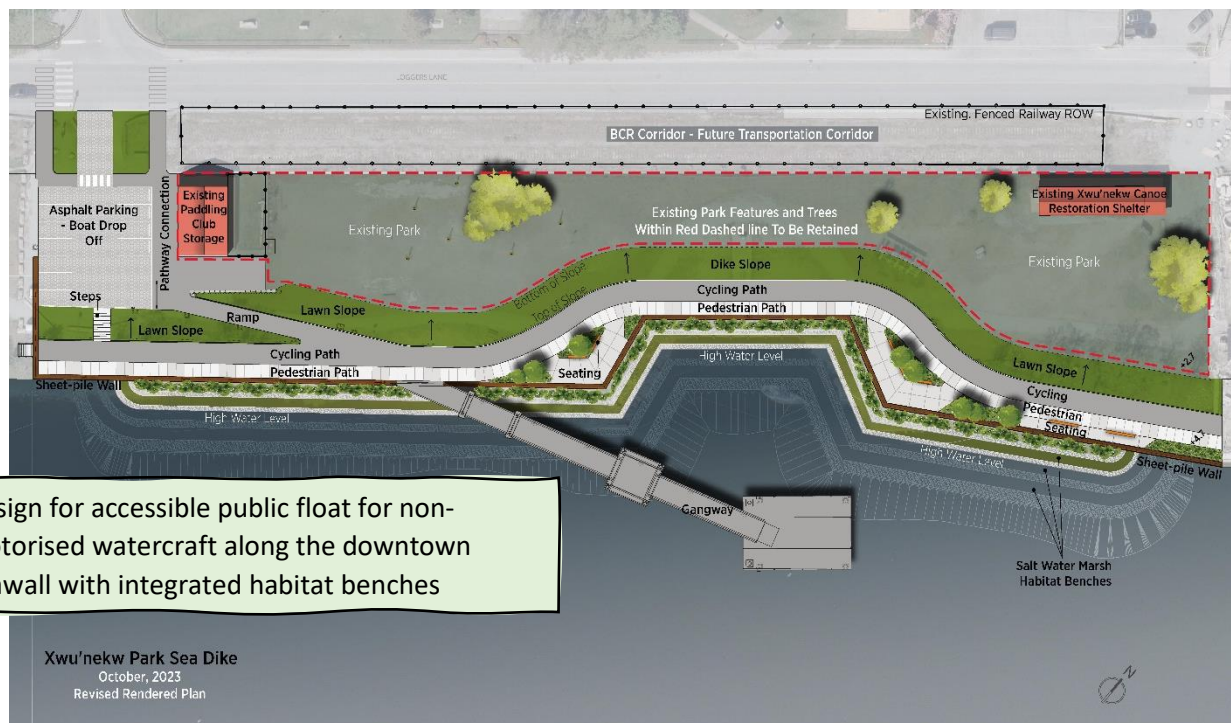 LOGGERS LANE
Existing. Fenced Railway ROW
BCR Corridor - Future Transportation Corridor
Asphalt Parking
- Boat Drop
Off
Pathway Connection
Existing
Paddling
Club
Storage
Existing Park
Existing Park Features and Trees
Within Red Dashed line To Be Retained
Existing Xwu'nekw Canoe
Restoration Shelter
Existing Park
Steps
Lawn Slope
Ramp
Lawn Slope
Bottom of Slope
Top of Slope
Dike Slope
Cycling Path
Pedestrian Path
Cycling Path
Pedestrian Path
Seating
High Water Level
Lawn Slope
+2.7
Cycling
Pedestrian
Seating
+4.7
Sheet-pile Wall
High Water Level
High Water Level
Sheet-pile Wall
Gangway
Salt Water Marsh
Habitat Benches
sign for accessible public float for non-
torised watercraft along the downtown
wall with integrated habitat benches
Xwu'nekw Park Sea Dike
October, 2023
Revised Rendered Plan
N